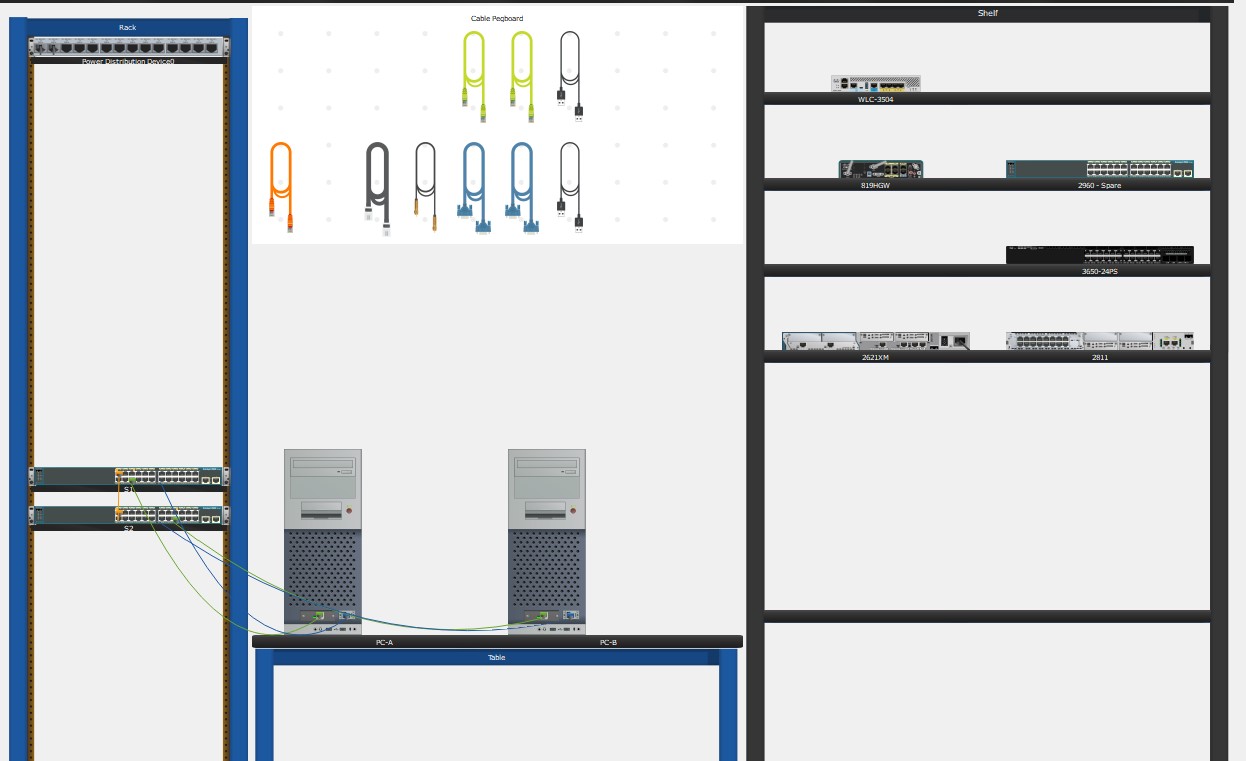 Rack
Power Distribution Device0
S1
S2
Cable Pegboard
PC-A
PC-B
Table
Shelf
WLC-3504
819HGW
2960 - Spare
3650-24PS
2621XM
2811